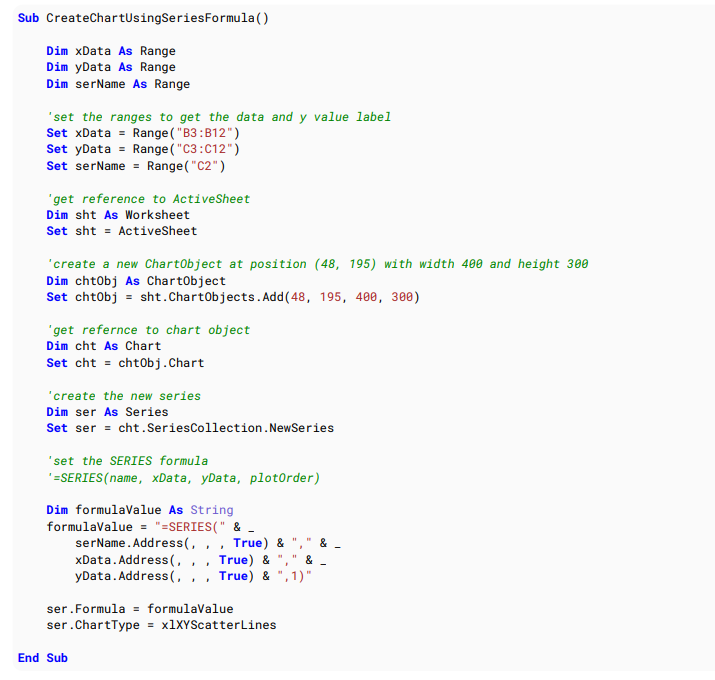 Sub CreateChartUsingSeriesFormula()
Dim xData As Range
Dim yData As Range
Dim serName As Range
'set the ranges to get the data and y value label
Set xData = Range("B3:B12")
Set yData = Range("C3:C12")
Set serName = Range("C2")
'get reference to ActiveSheet
Dim sht As Worksheet
Set sht = ActiveSheet
'create a new ChartObject at position (48, 195) with width 400 and height 300
Dim chtObj As ChartObject
Set chtObj = sht.ChartObjects.Add(48, 195, 400, 300)
'get refernce to chart object
Dim cht As Chart
Set cht = chtObj.Chart
'create the new series
Dim ser As Series
Set ser = cht.SeriesCollection.NewSeries
'set the SERIES formula
'=SERIES(name, xData, yData, plotOrder)
Dim formulaValue As String
formulaValue = "=SERIES(" & _
serName.Address(, , , True) & "," & _
xData.Address(, , , True) & "," & _
yData.Address(, , , True) & ",1)"
ser.Formula = formulaValue
ser.ChartType = xlXYScatterLines
End Sub